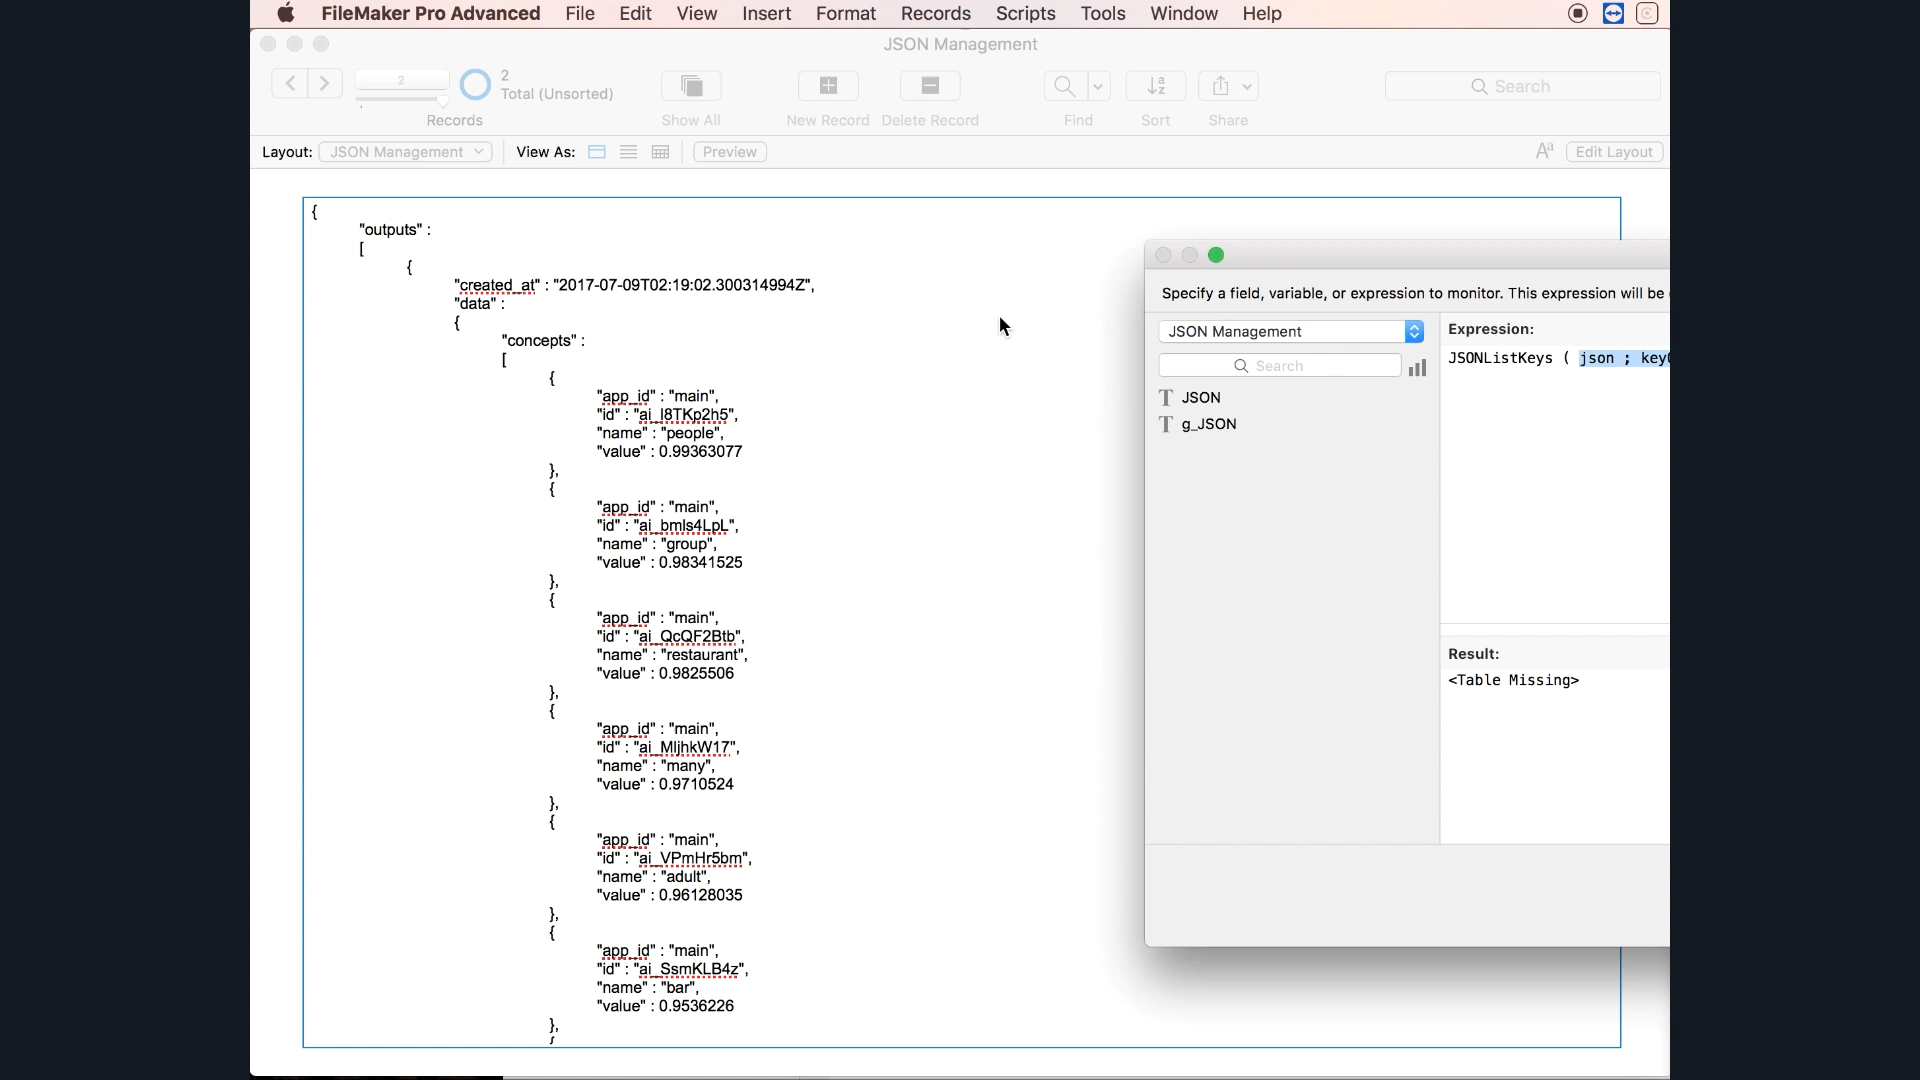 FileMaker Pro Advanced File Edit View Insert Format Records Scripts Tools Window Help
JSON Management
2
2
Total (Unsorted)
Search
Records Show All New Record Delete Record Find Sort Share
Layout: JSON Management View As: Preview Aa Edit Layout
{
"outputs" :
[
{
"created_at" : "2017-07-09T02:19:02.300314994Z",
"data" :
{
"concepts" :
[
{
"app_id" : "main",
"id" : "ai_l8TKp2h5",
"name" : "people",
"value" : 0.99363077
},
{
"app_id" : "main",
"id" : "ai_bmls4LpL",
"name" : "group",
"value" : 0.98341525
},
{
"app_id" : "main",
"id" : "ai_QcQF2Btb",
"name" : "restaurant",
"value" : 0.9825506
},
{
"app_id" : "main",
"id" : "ai_MljhkW17",
"name" : "many",
"value" : 0.9710524
},
{
"app_id" : "main",
"id" : "ai_VPmHr5bm",
"name" : "adult",
"value" : 0.96128035
},
{
"app_id" : "main",
"id" : "ai_SsmKLB4z",
"name" : "bar",
"value" : 0.9536226
},
{
Specify a field, variable, or expression to monitor. This expression will be
JSON Management
Search
JSON
g_JSON
Expression:
JSONListKeys ( json ; keyO
Result:
<Table Missing>